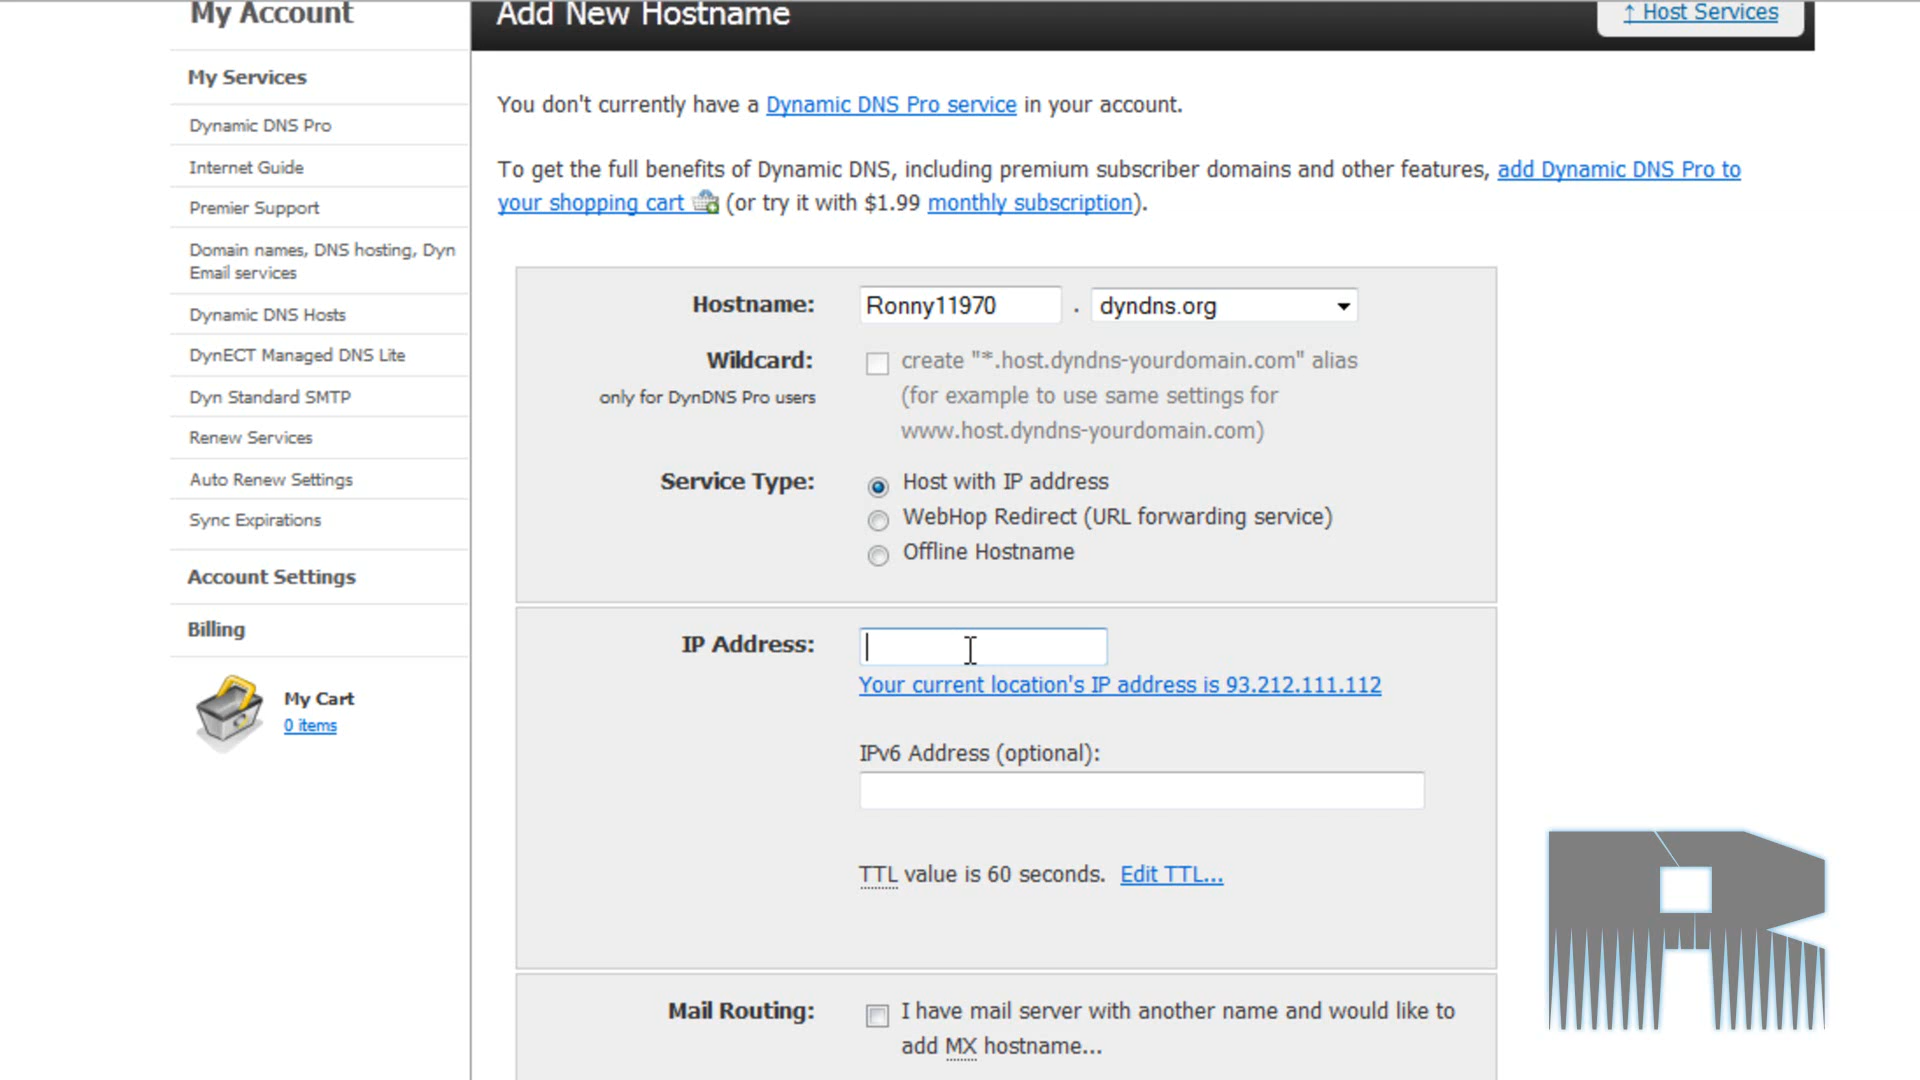 My Account
My Services
Dynamic DNS Pro
Internet Guide
Premier Support
Domain names, DNS hosting, Dyn
Email services
Dynamic DNS Hosts
DynECT Managed DNS Lite
Dyn Standard SMTP
Renew Services
Auto Renew Settings
Sync Expirations
Account Settings
Billing
My Cart
0 items
Add New Hostname
↑ Host Services
You don't currently have a Dynamic DNS Pro service in your account.
To get the full benefits of Dynamic DNS, including premium subscriber domains and other features, add Dynamic DNS Pro to
your shopping cart (or try it with $1.99 monthly subscription).
Hostname: Ronny11970 . dyndns.org
Wildcard: create "*.host.dyndns-yourdomain.com" alias
only for DynDNS Pro users (for example to use same settings for
www.host.dyndns-yourdomain.com)
Service Type: Host with IP address
WebHop Redirect (URL forwarding service)
Offline Hostname
IP Address:
Your current location's IP address is 93.212.111.112
IPv6 Address (optional):
TTL value is 60 seconds. Edit TTL...
Mail Routing: I have mail server with another name and would like to
add MX hostname...